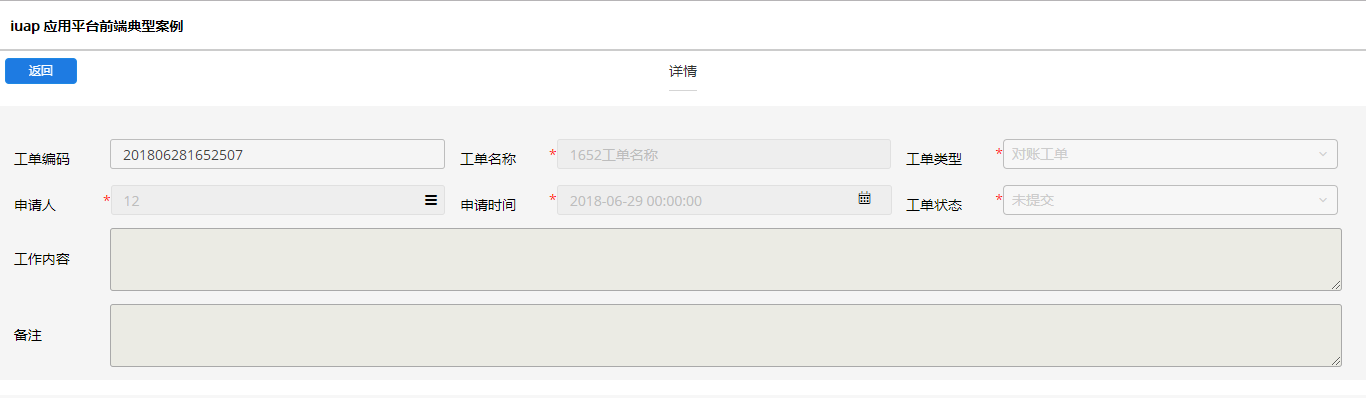 iuap 应用平台前端典型案例
返回 详情
工单编码 201806281652507 工单名称 * 1652工单名称 工单类型 * 对账工单
申请人 * 12 申请时间 * 2018-06-29 00:00:00 工单状态 * 未提交
工作内容
备注